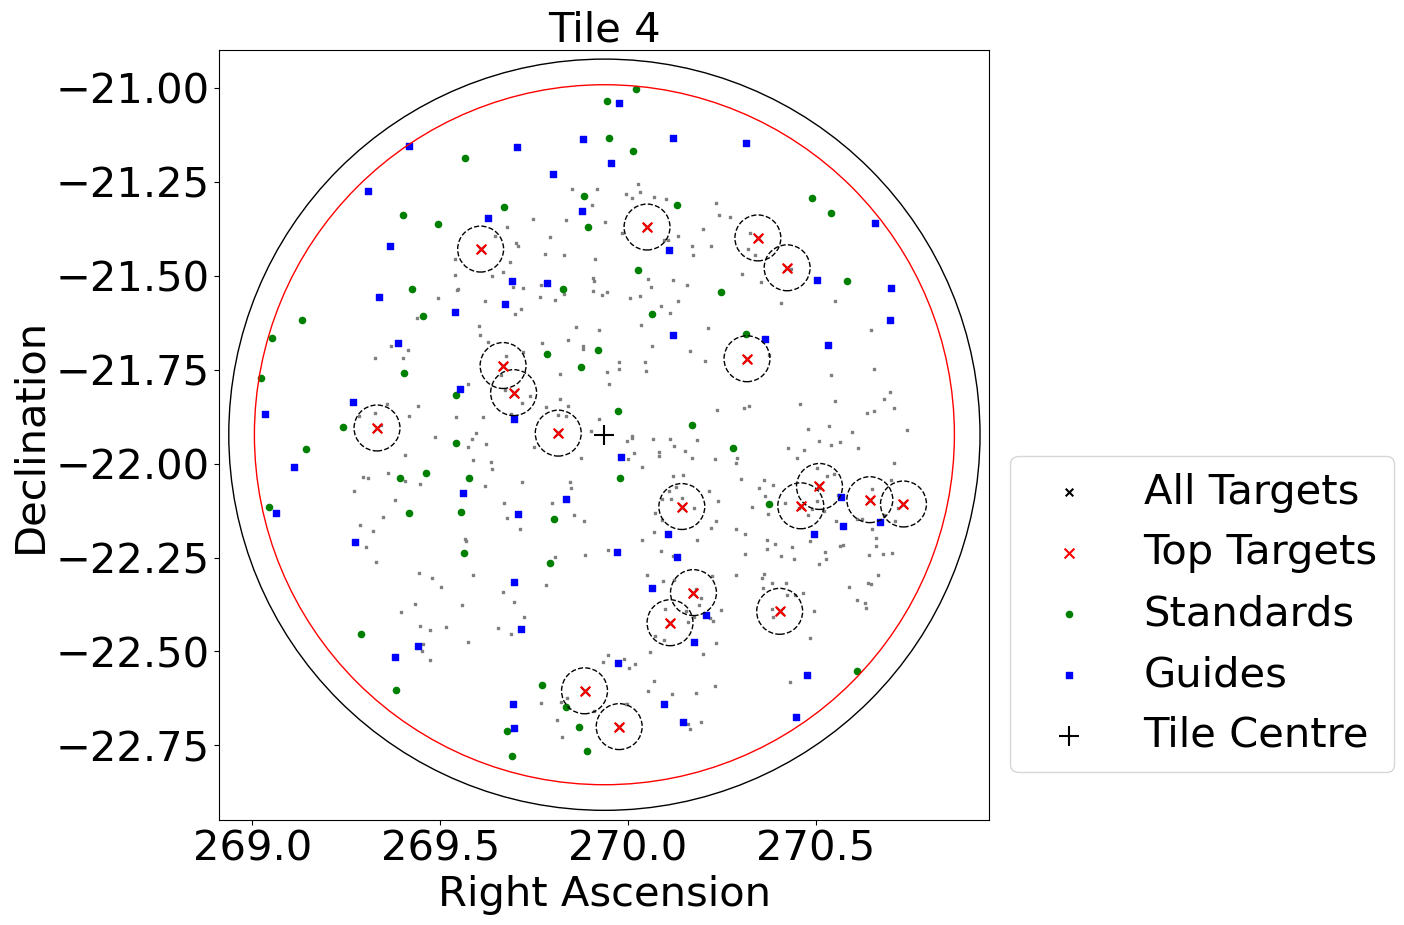 Tile 4
−21.00
−21.25
−21.50
−21.75
−22.00
−22.25
−22.50
−22.75
Declination
269.0 269.5 270.0 270.5
Right Ascension
All Targets
Top Targets
Standards
Guides
Tile Centre